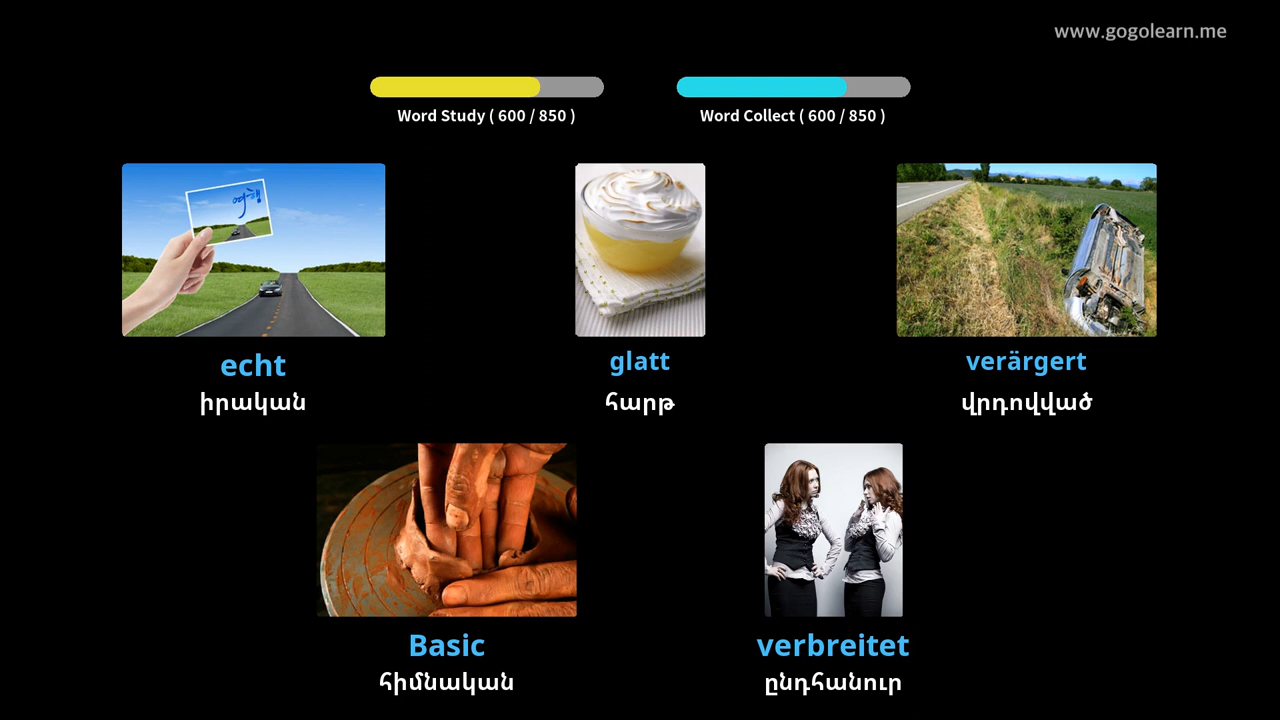 www.gogolearn.me
Word Study ( 600 / 850 )
Word Collect ( 600 / 850 )
echt
իրական
glatt
հարթ
verärgert
վրդովված
Basic
հիմնական
verbreitet
ընդհանուր